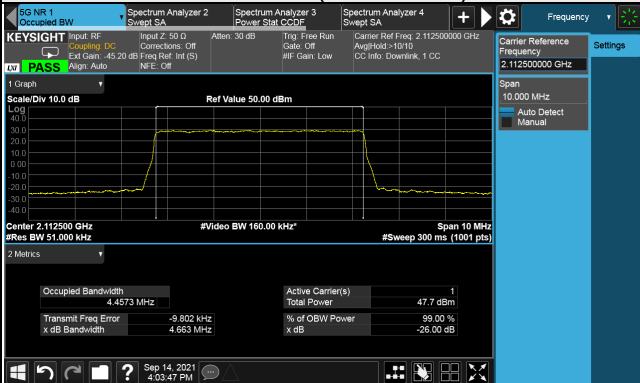 5G NR 1
Occupied BW
Spectrum Analyzer 2
Swept SA
Spectrum Analyzer 3
Power Stat CCDF
Spectrum Analyzer 4
Swept SA
+
Frequency
KEYSIGHT
LXI
PASS
Input: RF
Coupling: DC
Ext Gain: -45.20 dB
Align: Auto
Input Z: 50 Ω
Corrections: Off
Freq Ref: Int (S)
NFE: Off
Atten: 30 dB
Trig: Free Run
Gate: Off
#IF Gain: Low
Carrier Ref Freq: 2.112500000 GHz
Avg|Hold:>10/10
CC Info: Downlink, 1 CC
Carrier Reference
Frequency
2.112500000 GHz
Span
10.000 MHz
Auto Detect
Manual
Settings
1 Graph
Scale/Div 10.0 dB
Ref Value 50.00 dBm
Log
40.0
30.0
20.0
10.0
0.00
-10.0
-20.0
-30.0
-40.0
Center 2.112500 GHz
#Video BW 160.00 kHz*
Span 10 MHz
#Res BW 51.000 kHz
#Sweep 300 ms (1001 pts)
2 Metrics
Occupied Bandwidth
4.4573 MHz
Active Carrier(s) 1
Total Power 47.7 dBm
Transmit Freq Error -9.802 kHz
x dB Bandwidth 4.663 MHz
% of OBW Power 99.00 %
x dB -26.00 dB
?
Sep 14, 2021
4:03:47 PM